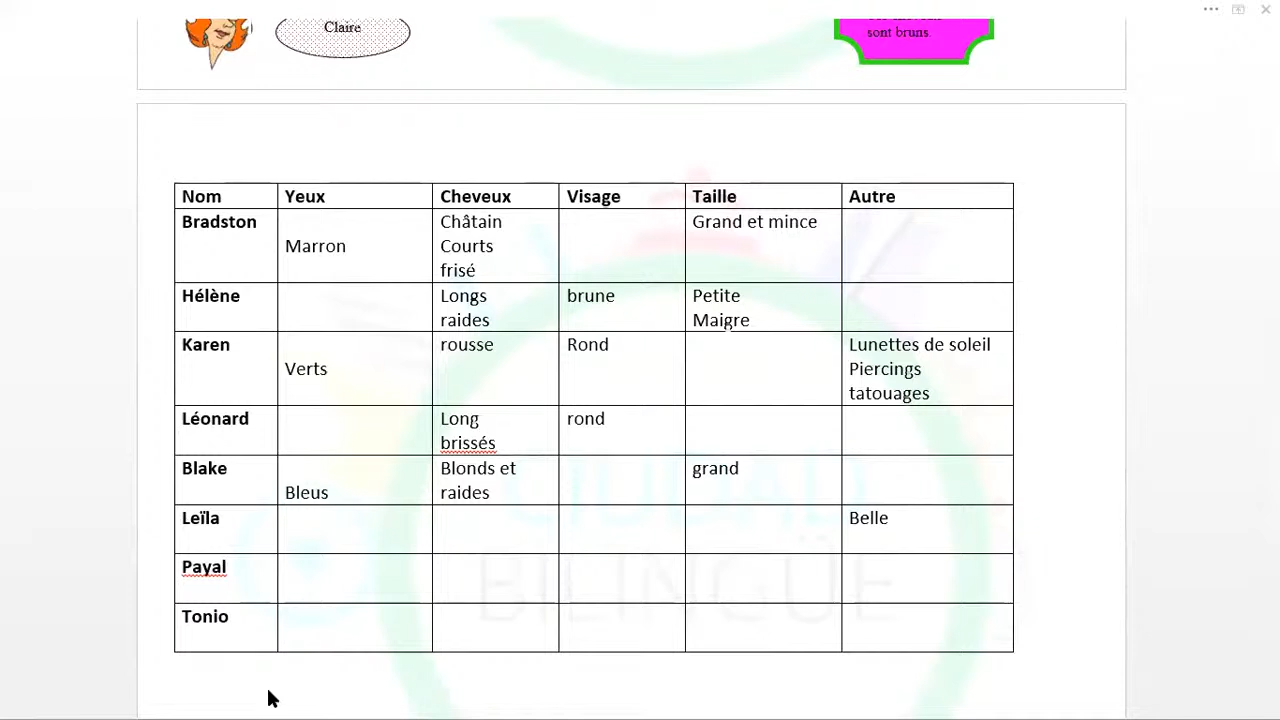 Claire
sont bruns.
Nom Yeux Cheveux Visage Taille Autre
Bradston Châtain Grand et mince
Marron Courts
frisé
Hélène Longs brune Petite
raides Maigre
Karen rousse Rond Lunettes de soleil
Verts Piercings
tatouages
Léonard Long rond
brissés
Blake Blonds et grand
Bleus raides
Leïla Belle
Payal
Tonio
CIUDAD
BILINGÜE